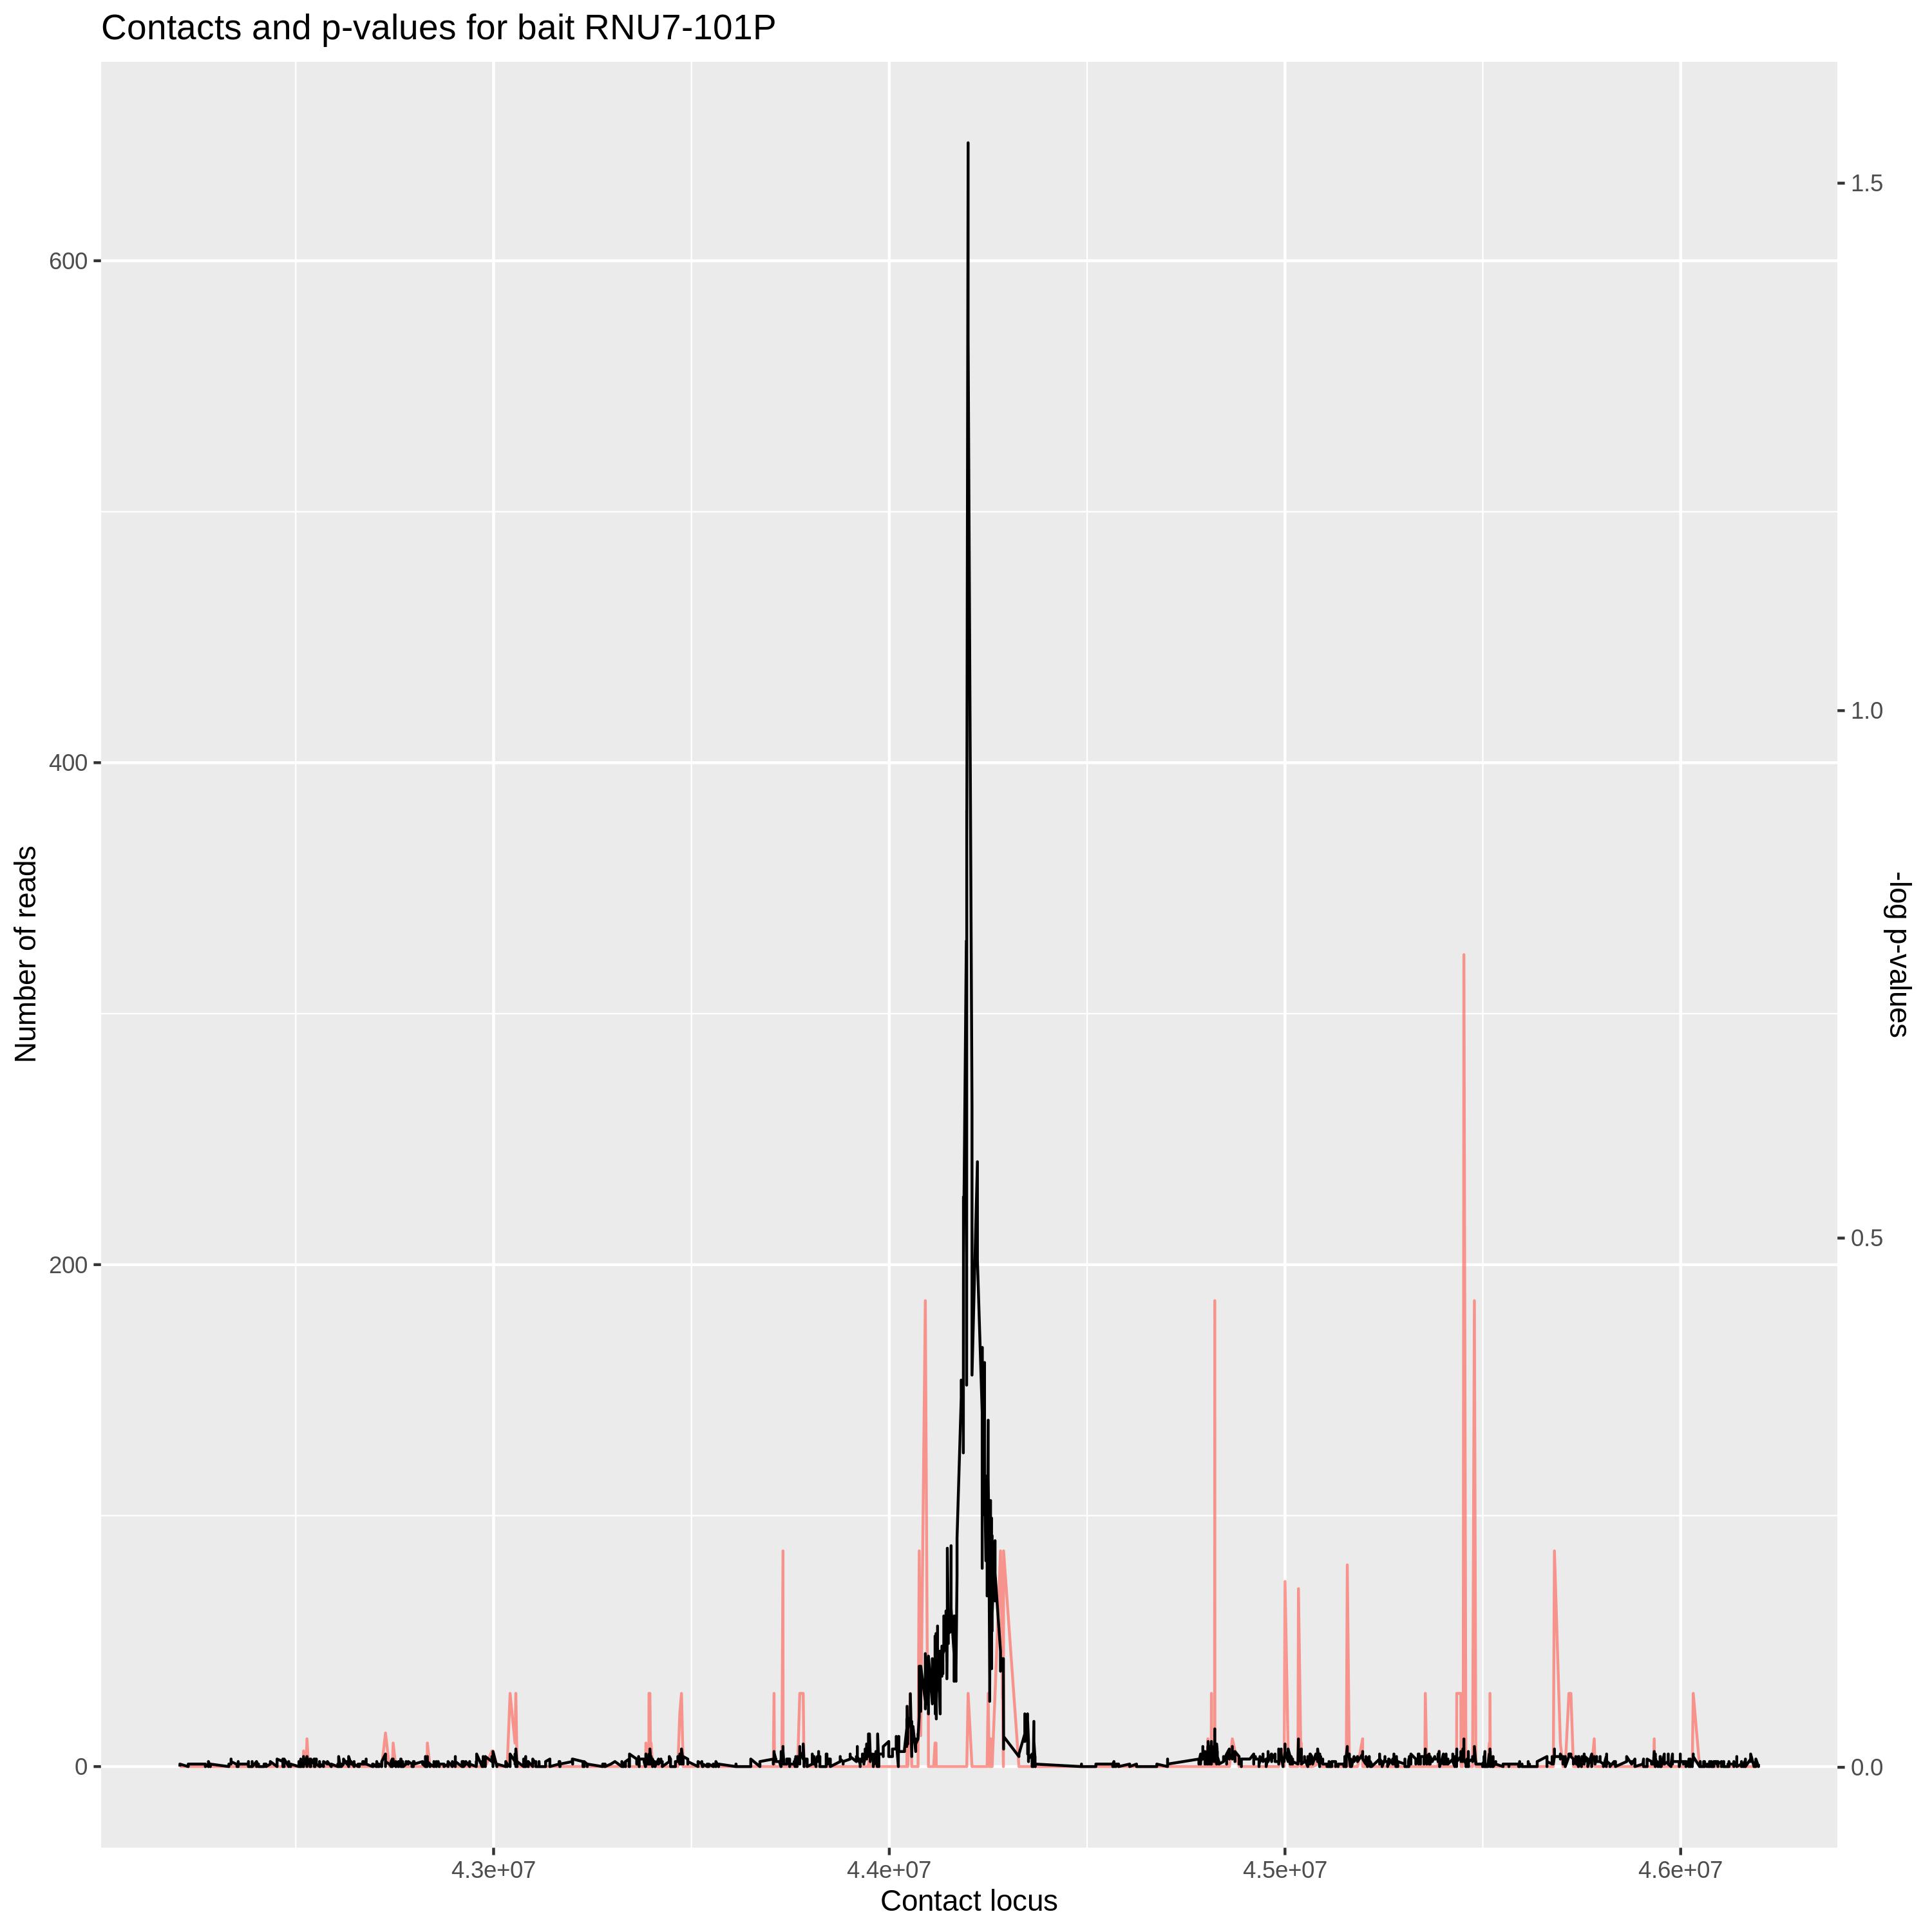 Contacts and p-values for bait RNU7-101P
600
400
200
0
1.5
1.0
0.5
0.0
Number of reads
-log p-values
4.3e+07
4.4e+07
4.5e+07
4.6e+07
Contact locus